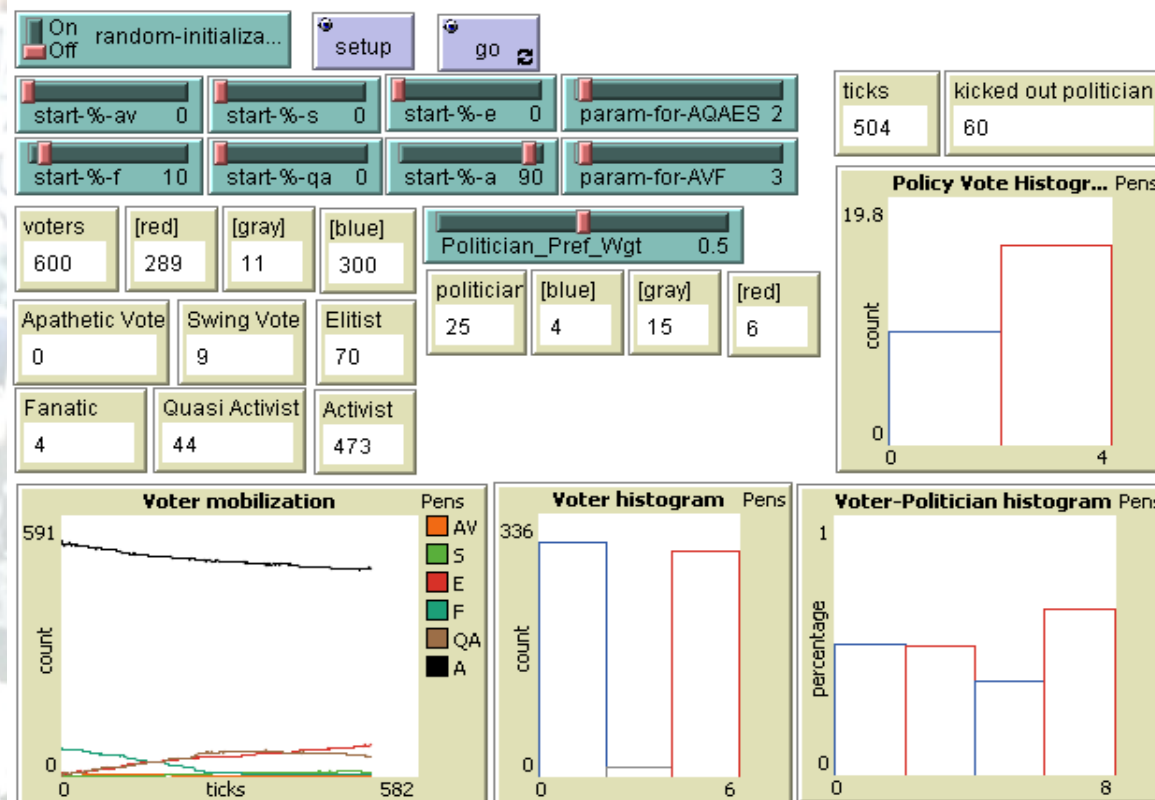 On
Off
random-initializa...
setup
go
start-%-av 0
start-%-s 0
start-%-e 0
param-for-AQAES 2
start-%-f 10
start-%-qa 0
start-%-a 90
param-for-AVF 3
ticks
504
kicked out politician
60
voters
600
[red]
289
[gray]
11
[blue]
300
Politician_Pref_Wgt 0.5
politician
25
[blue]
4
[gray]
15
[red]
6
Apathetic Vote
0
Swing Vote
9
Elitist
70
Fanatic
4
Quasi Activist
44
Activist
473
Policy Vote Histogr... Pens
19.8
count
0
0 4
Voter mobilization Pens
591
count
0
0 ticks 582
AV
S
E
F
QA
A
Voter histogram Pens
336
count
0
0 6
Voter-Politician histogram Pens
1
percentage
0
0 8